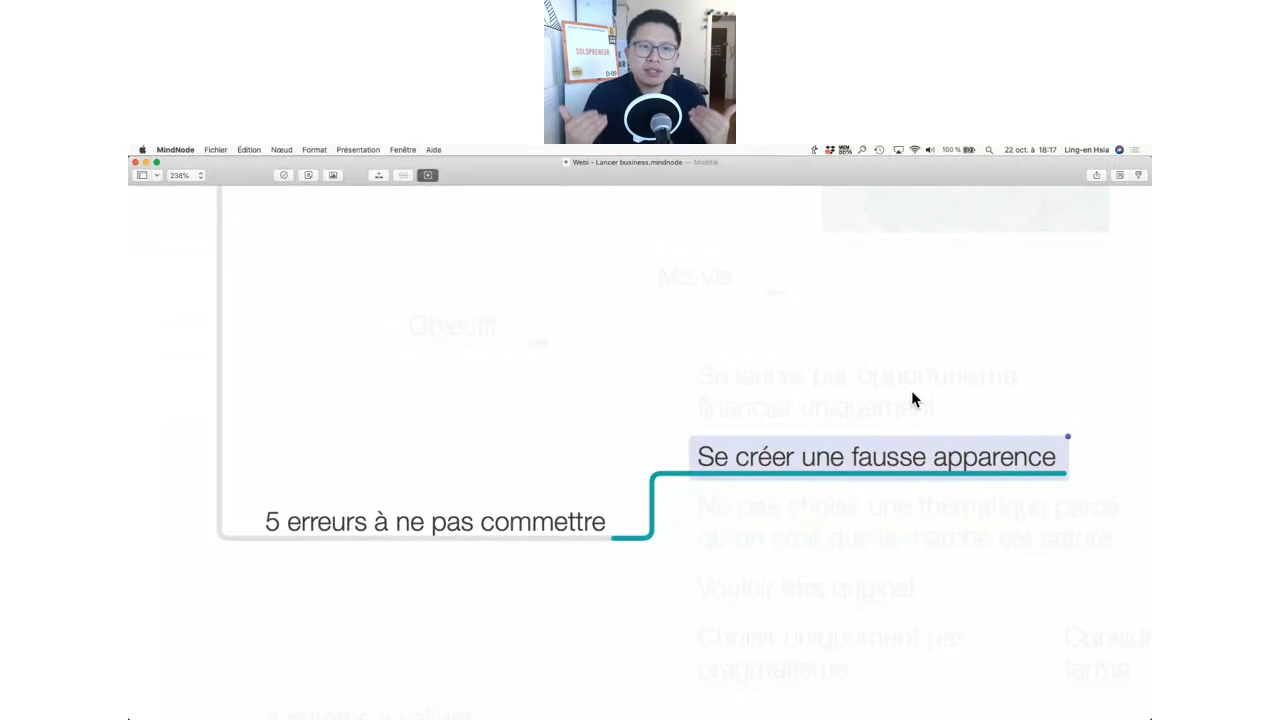 SOLOPRENEUR
MindNode Fichier Édition Nœud Format Présentation Fenêtre Aide
100 % 22 oct. à 18:17 Ling-en Hsia
Webi - Lancer business.mindnode — Modifié
238%
Ma vie
Objectif
Se lancer par opportunisme
financier uniquement
Se créer une fausse apparence
5 erreurs à ne pas commettre
Ne pas choisir une thématique parce
qu'on croit que le marché est saturé
Vouloir être original
Choisir uniquement par
pragmatisme
terme